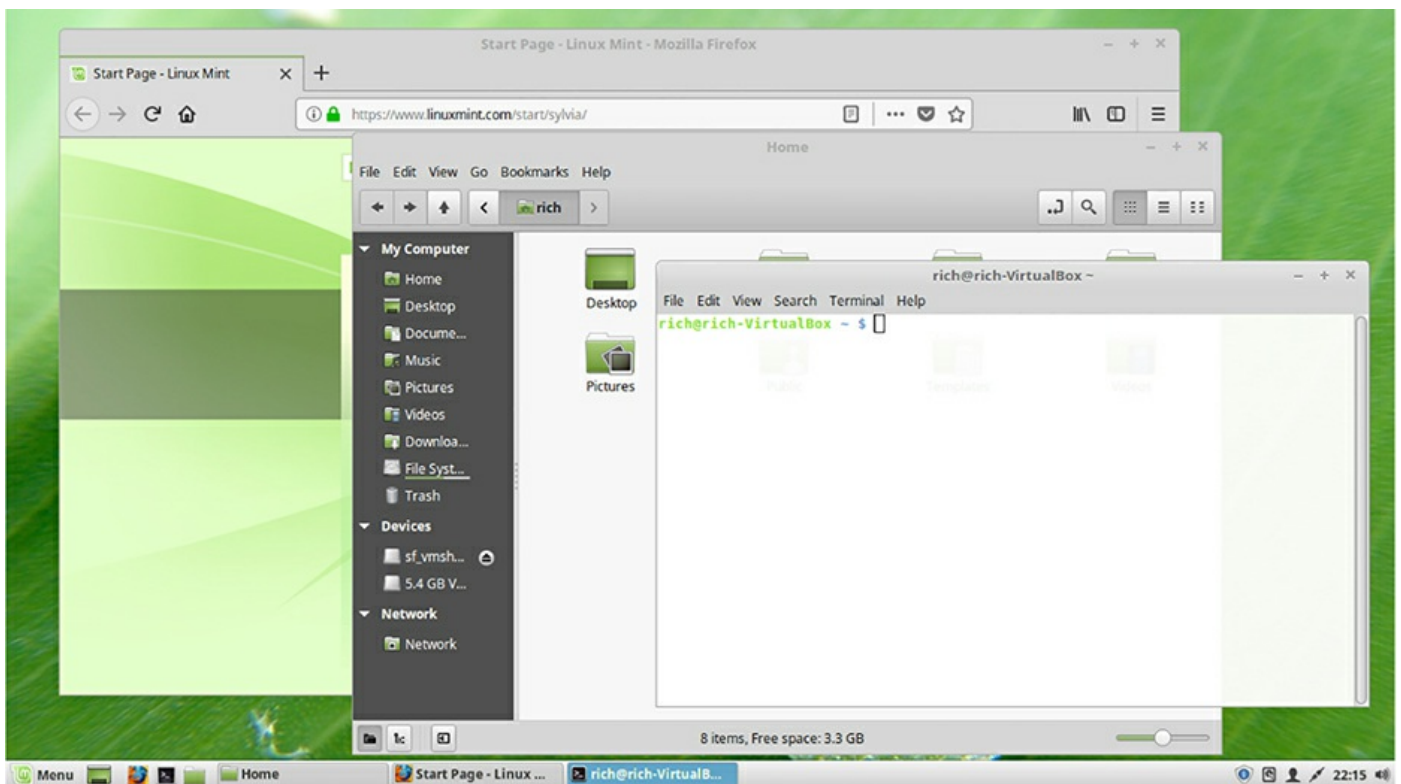 Start Page - Linux Mint - Mozilla Firefox
Start Page - Linux Mint
https://www.linuxmint.com/start/sylvia/
Home
File Edit View Go Bookmarks Help
rich
My Computer
Home
Desktop
Docume...
Music
Pictures
Videos
Downloa...
File Syst...
Trash
Devices
sf_vmsh...
5.4 GB V...
Network
Network
Desktop
Pictures
Public
Templates
Videos
rich@rich-VirtualBox ~
File Edit View Search Terminal Help
rich@rich-VirtualBox ~ $
8 items, Free space: 3.3 GB
Menu
Home
Start Page - Linux ...
rich@rich-VirtualB...
22:15